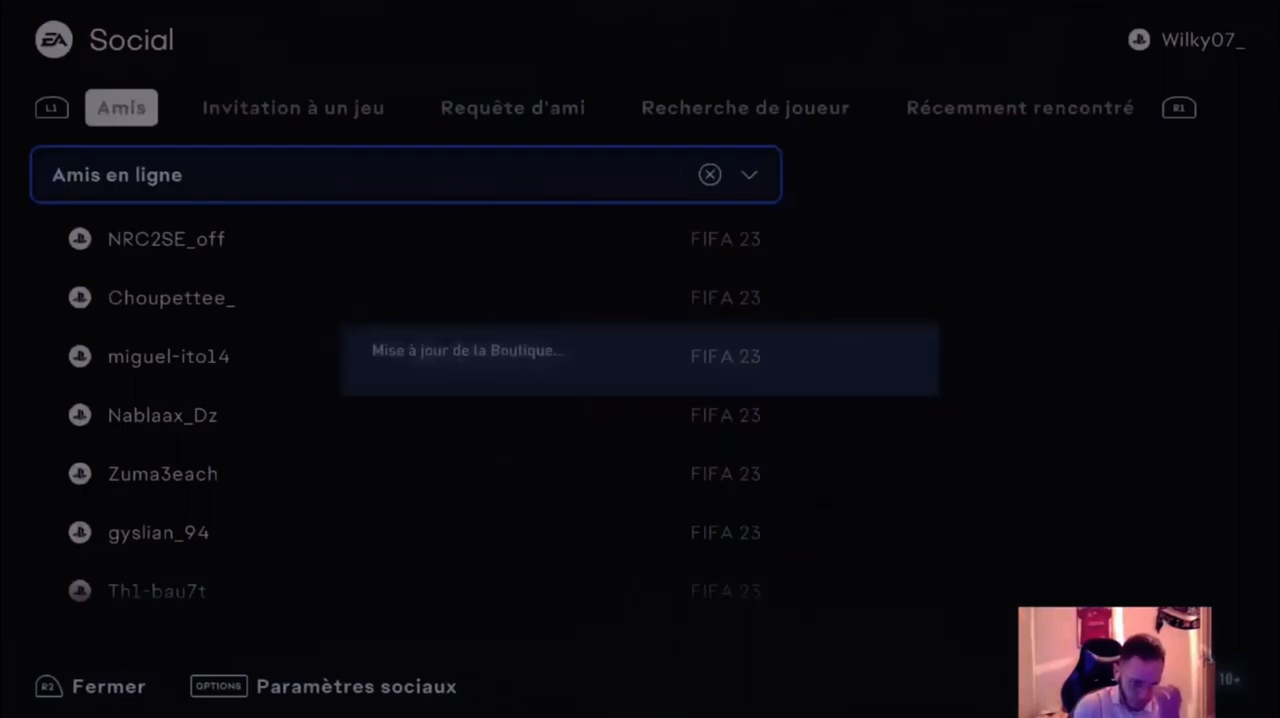 EA Social
Wilky07_
L1 Amis Invitation à un jeu Requête d'ami Recherche de joueur Récemment rencontré R1
Amis en ligne
NRC2SE_off FIFA 23
Choupettee_ FIFA 23
Mise à jour de la Boutique...
miguel-ito14 FIFA 23
Nablaax_Dz FIFA 23
Zuma3each FIFA 23
gyslian_94 FIFA 23
Th1-bau7t FIFA 23
10+
R2 Fermer OPTIONS Paramètres sociaux